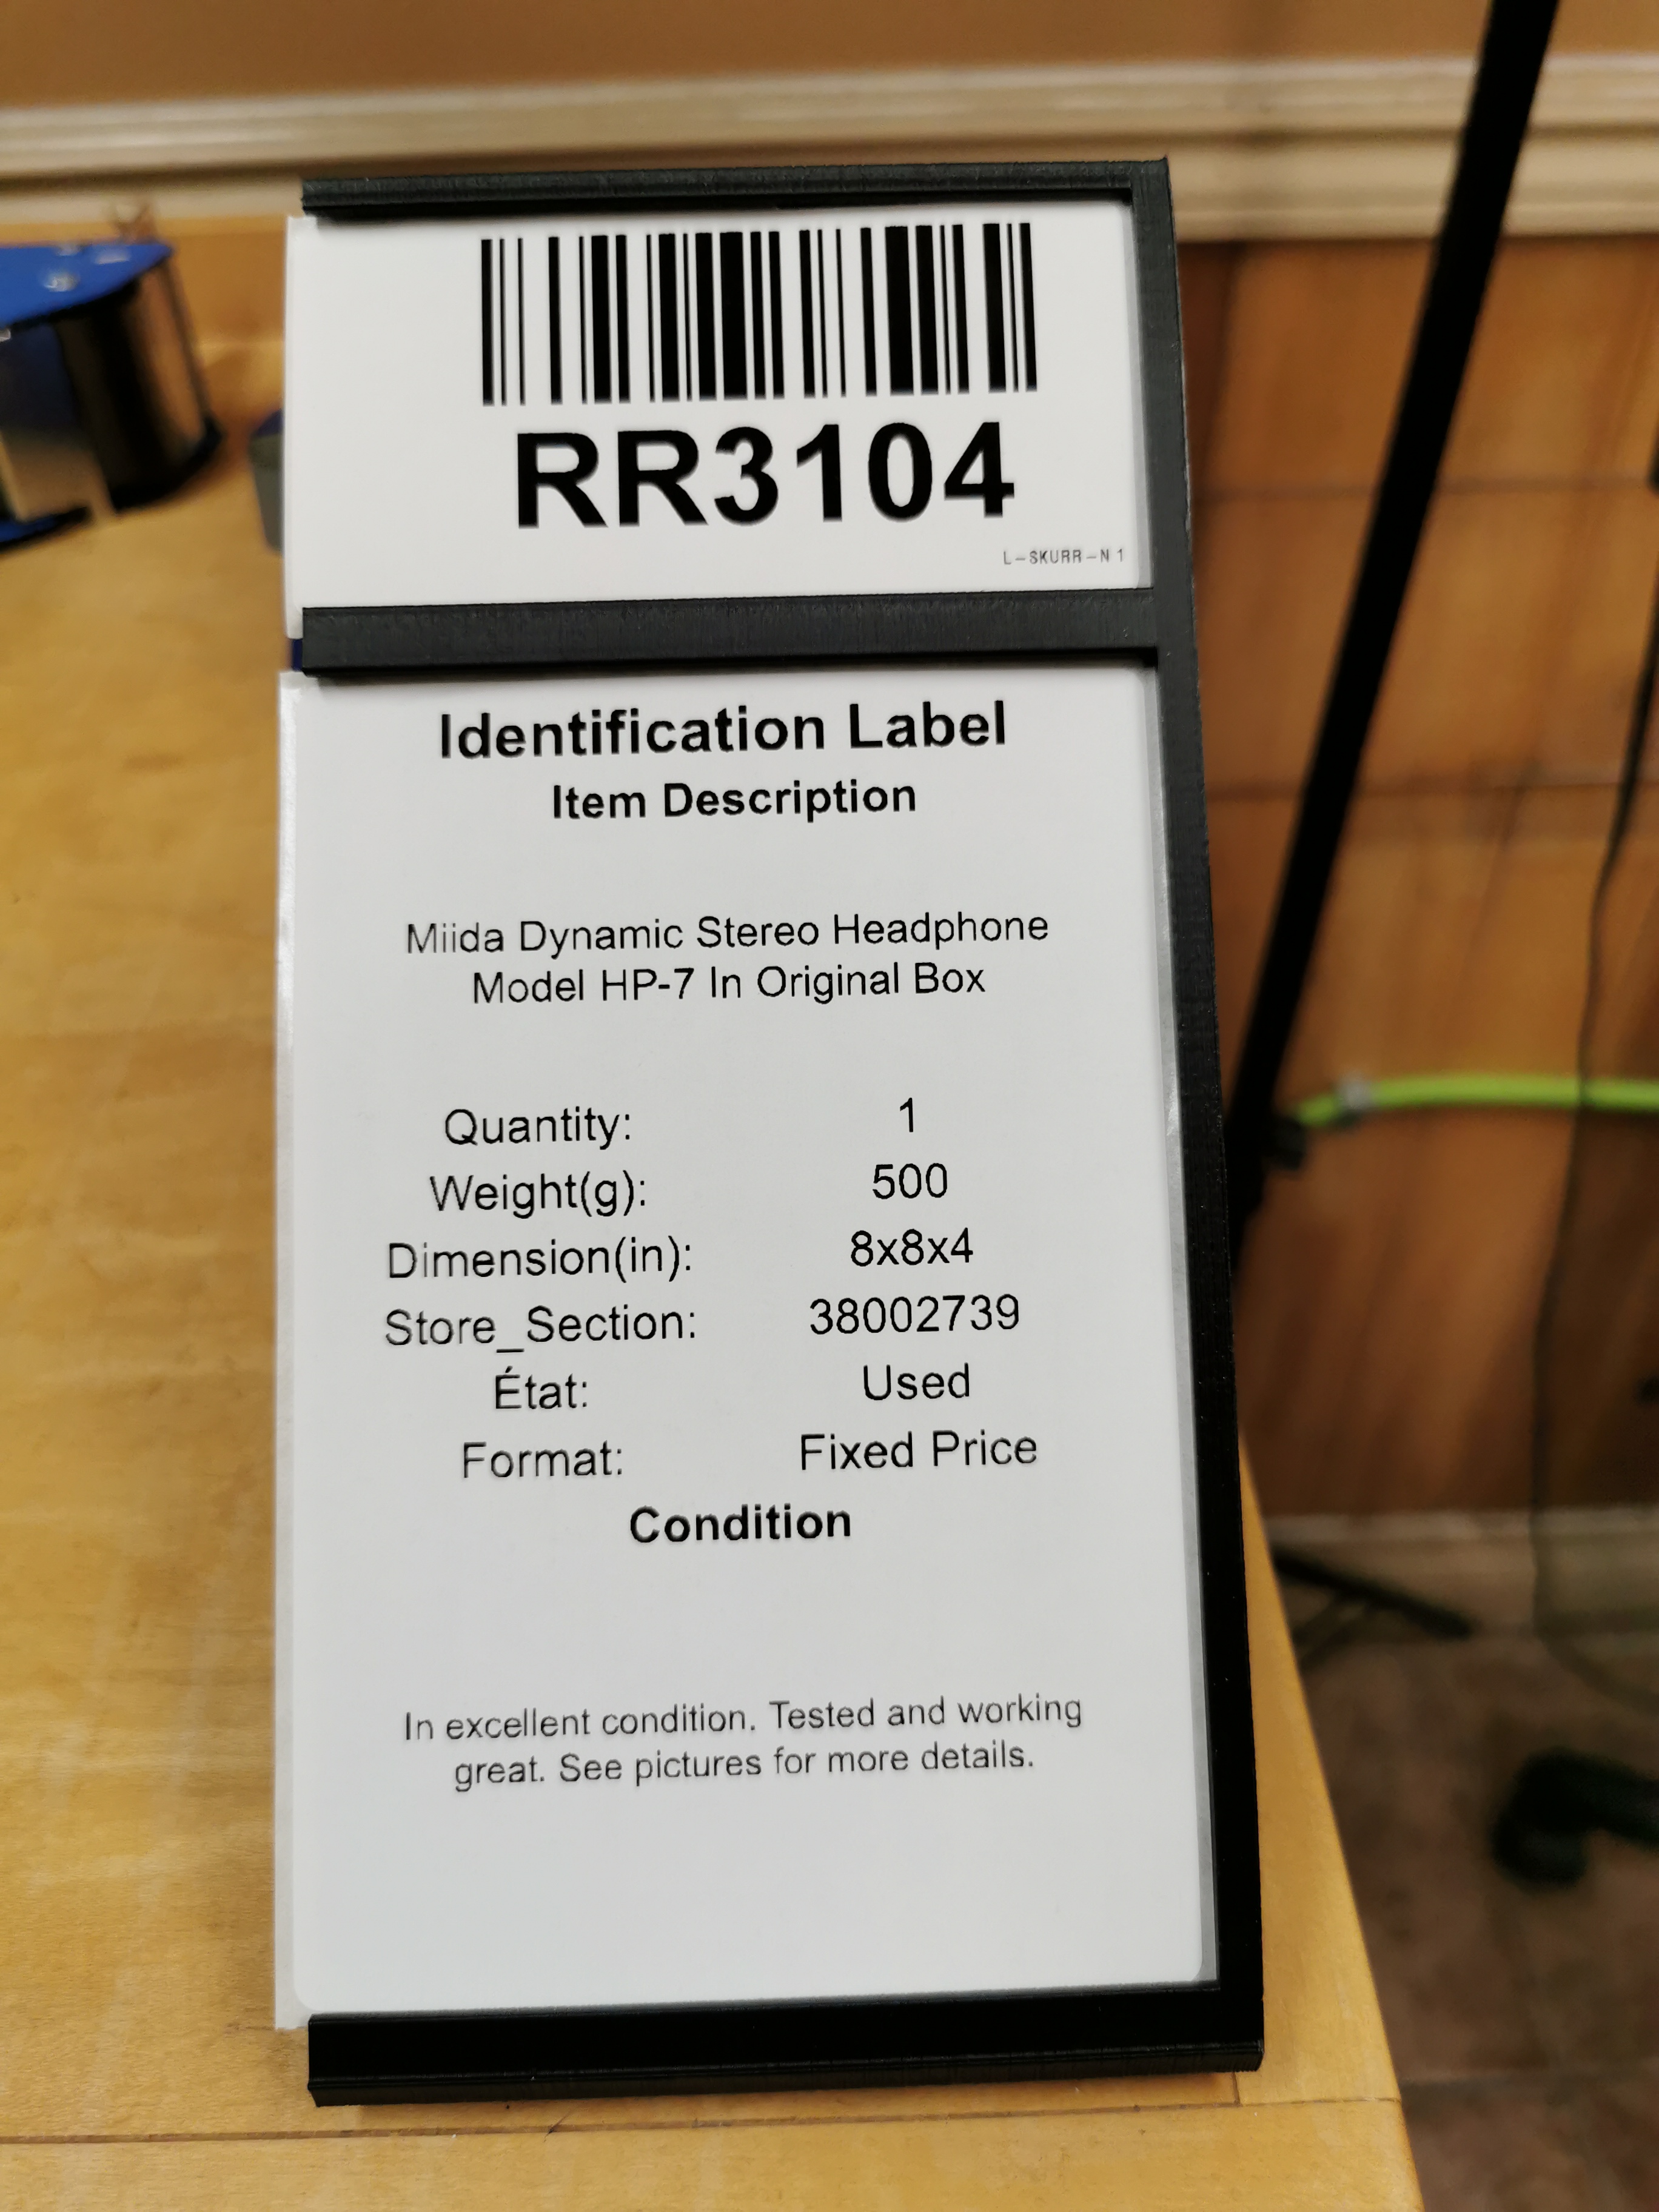 RR3104
L-SKURR-N 1
Identification Label
Item Description
Miida Dynamic Stereo Headphone
Model HP-7 In Original Box
Quantity: 1
Weight(g): 500
Dimension(in): 8x8x4
Store_Section: 38002739
État: Used
Format: Fixed Price
Condition
In excellent condition. Tested and working
great. See pictures for more details.